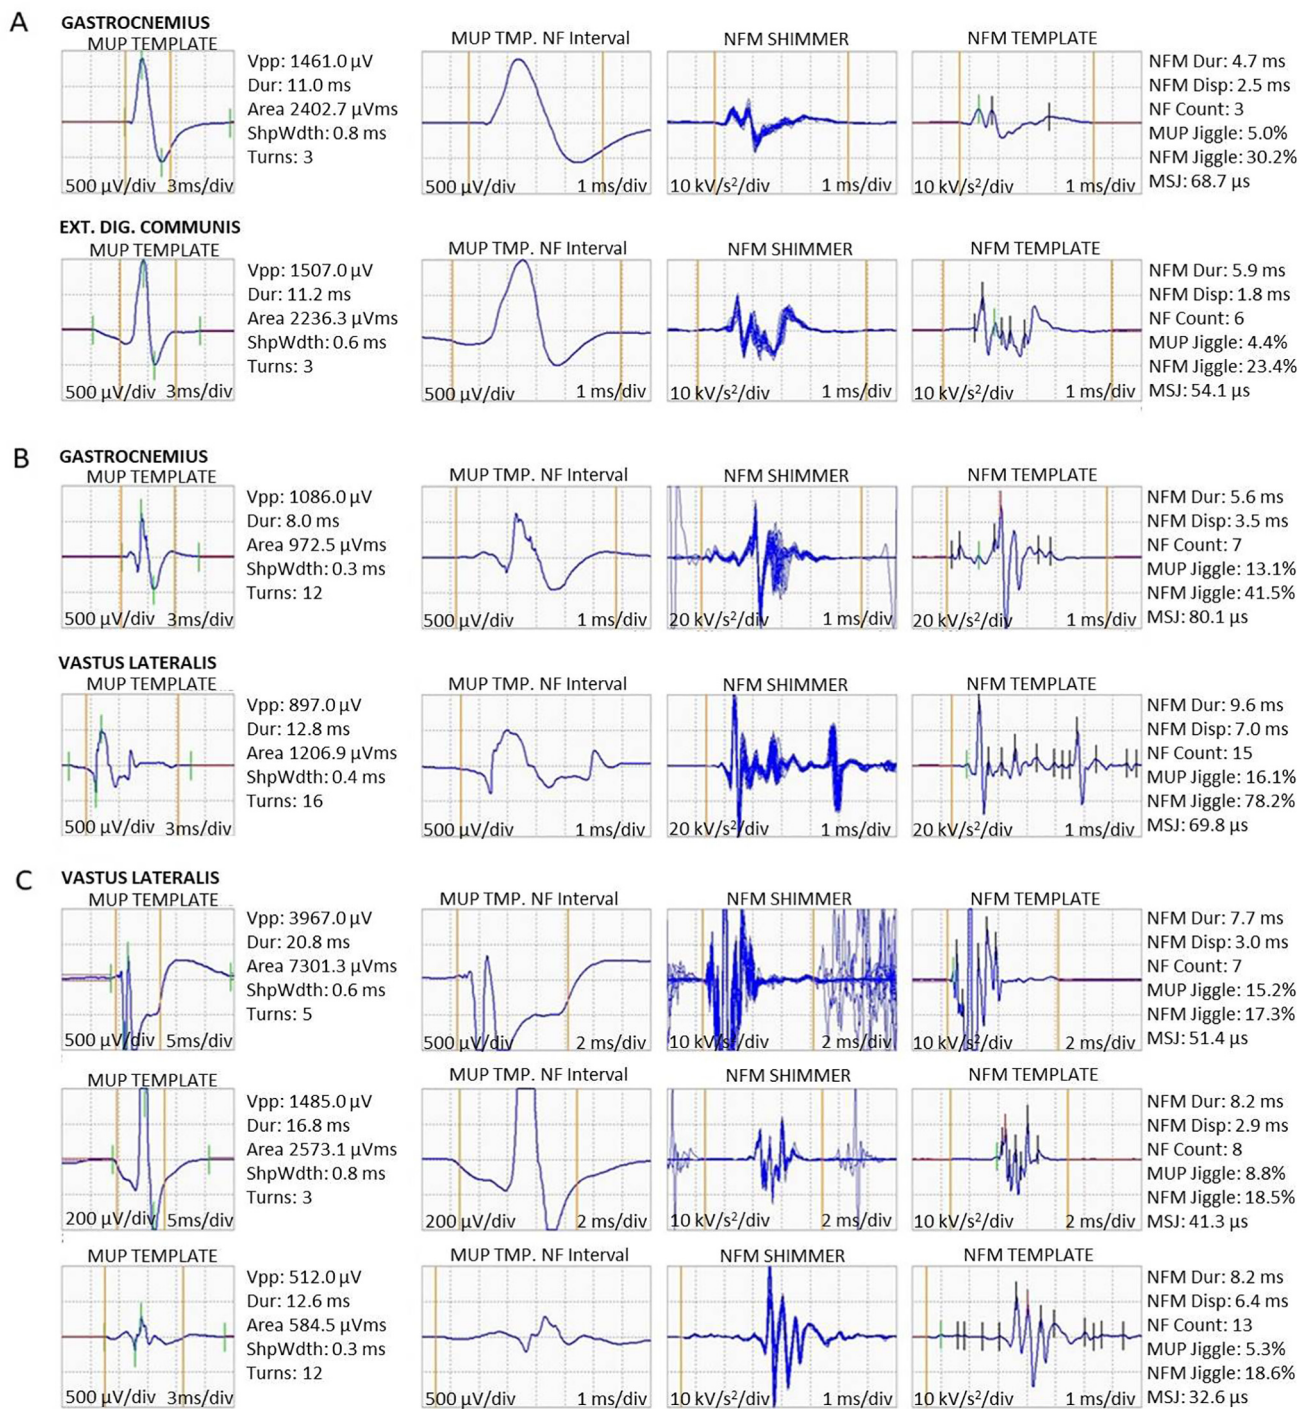 A
GASTROCNEMIUS
MUP TEMPLATE
500 µV/div 3ms/div
Vpp: 1461.0 µV
Dur: 11.0 ms
Area 2402.7 µVms
ShpWdth: 0.8 ms
Turns: 3
MUP TMP. NF Interval
500 µV/div 1 ms/div
NFM SHIMMER
10 kV/s²/div 1 ms/div
NFM TEMPLATE
10 kV/s²/div 1 ms/div
NFM Dur: 4.7 ms
NFM Disp: 2.5 ms
NF Count: 3
MUP Jiggle: 5.0%
NFM Jiggle: 30.2%
MSJ: 68.7 µs
EXT. DIG. COMMUNIS
MUP TEMPLATE
500 µV/div 3ms/div
Vpp: 1507.0 µV
Dur: 11.2 ms
Area 2236.3 µVms
ShpWdth: 0.6 ms
Turns: 3
MUP TMP. NF Interval
500 µV/div 1 ms/div
NFM SHIMMER
10 kV/s²/div 1 ms/div
NFM TEMPLATE
10 kV/s²/div 1 ms/div
NFM Dur: 5.9 ms
NFM Disp: 1.8 ms
NF Count: 6
MUP Jiggle: 4.4%
NFM Jiggle: 23.4%
MSJ: 54.1 µs
B
GASTROCNEMIUS
MUP TEMPLATE
500 µV/div 3ms/div
Vpp: 1086.0 µV
Dur: 8.0 ms
Area 972.5 µVms
ShpWdth: 0.3 ms
Turns: 12
MUP TMP. NF Interval
500 µV/div 1 ms/div
NFM SHIMMER
20 kV/s²/div 1 ms/div
NFM TEMPLATE
20 kV/s²/div 1 ms/div
NFM Dur: 5.6 ms
NFM Disp: 3.5 ms
NF Count: 7
MUP Jiggle: 13.1%
NFM Jiggle: 41.5%
MSJ: 80.1 µs
VASTUS LATERALIS
MUP TEMPLATE
500 µV/div 3ms/div
Vpp: 897.0 µV
Dur: 12.8 ms
Area 1206.9 µVms
ShpWdth: 0.4 ms
Turns: 16
MUP TMP. NF Interval
500 µV/div 1 ms/div
NFM SHIMMER
20 kV/s²/div 1 ms/div
NFM TEMPLATE
20 kV/s²/div 1 ms/div
NFM Dur: 9.6 ms
NFM Disp: 7.0 ms
NF Count: 15
MUP Jiggle: 16.1%
NFM Jiggle: 78.2%
MSJ: 69.8 µs
C
VASTUS LATERALIS
MUP TEMPLATE
500 µV/div 5ms/div
Vpp: 3967.0 µV
Dur: 20.8 ms
Area 7301.3 µVms
ShpWdth: 0.6 ms
Turns: 5
MUP TMP. NF Interval
500 µV/div 2 ms/div
NFM SHIMMER
10 kV/s²/div 2 ms/div
NFM TEMPLATE
10 kV/s²/div 2 ms/div
NFM Dur: 7.7 ms
NFM Disp: 3.0 ms
NF Count: 7
MUP Jiggle: 15.2%
NFM Jiggle: 17.3%
MSJ: 51.4 µs
MUP TEMPLATE
200 µV/div 5ms/div
Vpp: 1485.0 µV
Dur: 16.8 ms
Area 2573.1 µVms
ShpWdth: 0.8 ms
Turns: 3
MUP TMP. NF Interval
200 µV/div 2 ms/div
NFM SHIMMER
10 kV/s²/div 2 ms/div
NFM TEMPLATE
10 kV/s²/div 2 ms/div
NFM Dur: 8.2 ms
NFM Disp: 2.9 ms
NF Count: 8
MUP Jiggle: 8.8%
NFM Jiggle: 18.5%
MSJ: 41.3 µs
MUP TEMPLATE
500 µV/div 3ms/div
Vpp: 512.0 µV
Dur: 12.6 ms
Area 584.5 µVms
ShpWdth: 0.3 ms
Turns: 12
MUP TMP. NF Interval
500 µV/div 1 ms/div
NFM SHIMMER
10 kV/s²/div 1 ms/div
NFM TEMPLATE
10 kV/s²/div 1 ms/div
NFM Dur: 8.2 ms
NFM Disp: 6.4 ms
NF Count: 13
MUP Jiggle: 5.3%
NFM Jiggle: 18.6%
MSJ: 32.6 µs